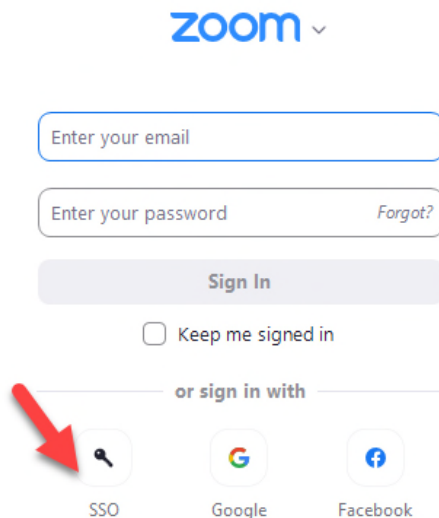 zoom
Enter your email
Enter your password Forgot?
Sign In
Keep me signed in
or sign in with
SSO Google Facebook